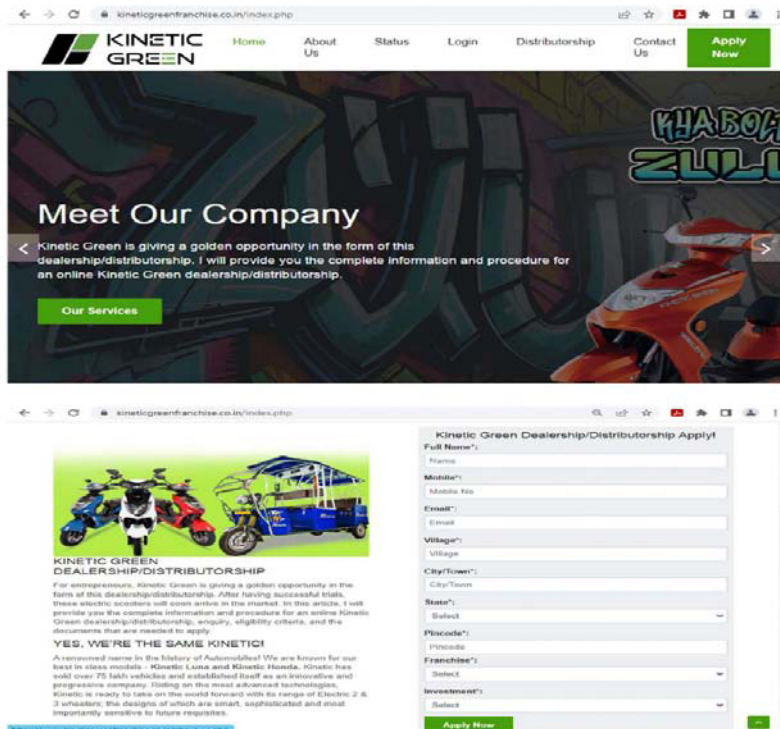 kineticgreenfranchise.co.in/index.php
KINETIC
GREEN
Home
About
Us
Status
Login
Distributorship
Contact
Us
Apply
Now
KYA BOL
ZULU
Meet Our Company
Kinetic Green is giving a golden opportunity in the form of this
dealership/distributorship. I will provide you the complete information and procedure for
an online Kinetic Green dealership/distributorship.
Our Services
kineticgreenfranchise.co.in/index.php
KINETIC GREEN
DEALERSHIP/DISTRIBUTORSHIP
For entrepreneurs, Kinetic Green is giving a golden opportunity in the
form of this dealership/distributorship. After having successful trials,
these electric scooters will soon arrive in the market. In this article, I will
provide you the complete information and procedure for an online Kinetic
Green dealership/distributorship, enquiry, eligibility criteria, and the
documents that are needed to apply.
YES, WE'RE THE SAME KINETIC!
A renowned name in the history of Automobiles! We are known for our
best in class models - Kinetic Luna and Kinetic Honda. Kinetic has
sold over 75 lakh vehicles and established itself as an innovative and
progressive company. Riding on the most advanced technologies,
Kinetic is ready to take on the world forward with its range of Electric 2 &
3 wheelers; the designs of which are smart, sophisticated and most
importantly sensitive to future requisites.
Kinetic Green Dealership/Distributorship Apply!
Full Name*:
Name
Mobile*:
Mobile No
Email*:
Email
Village*:
Village
City/Town*:
City/Town
State*:
Select
Pincode*:
Pincode
Franchise*:
Select
Investment*:
Select
Apply Now